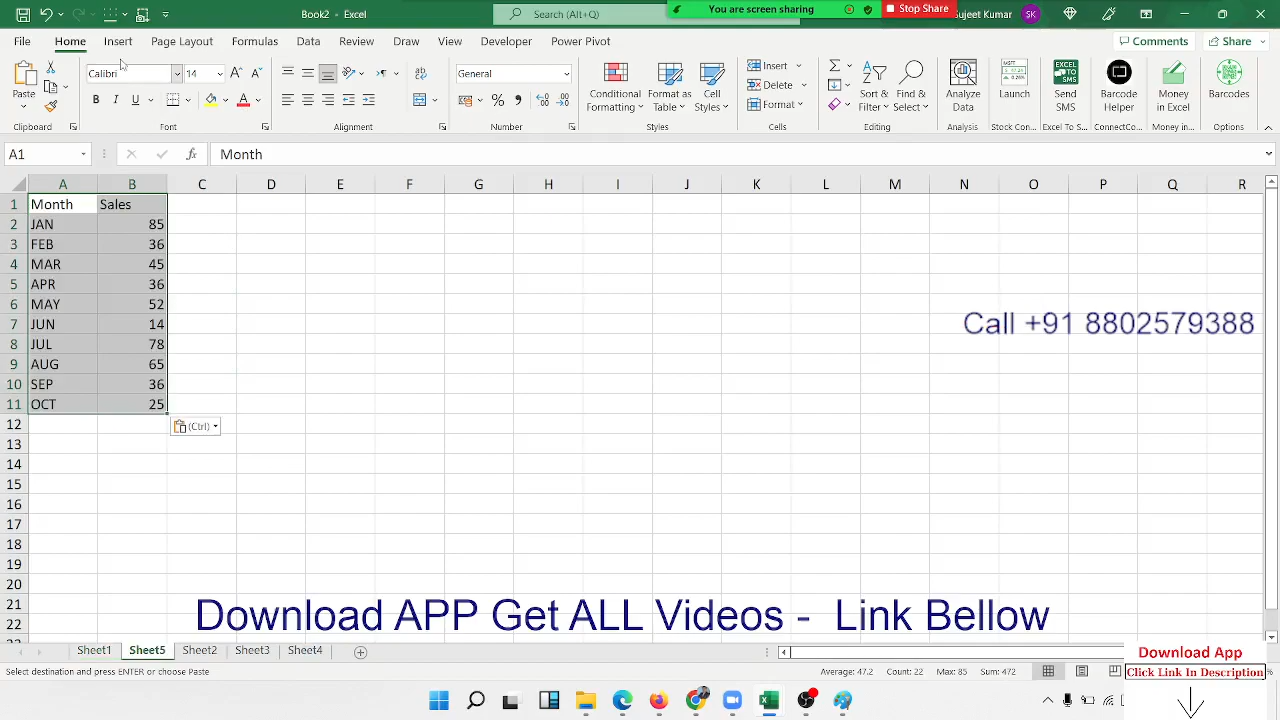 Book2 - Excel
Search (Alt+Q)
You are screen sharing
Stop Share
Sujeet Kumar
SK
File Home Insert Page Layout Formulas Data Review View Draw Developer Power Pivot
Comments
Share
Paste
Calibri
14
General
Conditional Formatting
Format as Table
Cell Styles
Insert
Delete
Format
Sort & Filter
Find & Select
Analyze Data
Launch
Send SMS
Barcode Helper
Money in Excel
Barcodes
Clipboard
Font
Alignment
Number
Styles
Cells
Editing
Analysis
Stock Con...
Excel To S...
ConnectCo...
Money in...
Options
A1
Month
A B C D E F G H I J K L M N O P Q R
1 Month Sales
2 JAN 85
3 FEB 36
4 MAR 45
5 APR 36
6 MAY 52
7 JUN 14
8 JUL 78
9 AUG 65
10 SEP 36
11 OCT 25
12
(Ctrl)
13
14
15
16
17
18
19
20
21
22
Call +91 8802579388
Download APP Get ALL Videos - Link Bellow
Sheet1 Sheet5 Sheet2 Sheet3 Sheet4
Download App
Click Link In Description
Select destination and press ENTER or choose Paste
Average: 47.2 Count: 22 Max: 85 Sum: 472
%